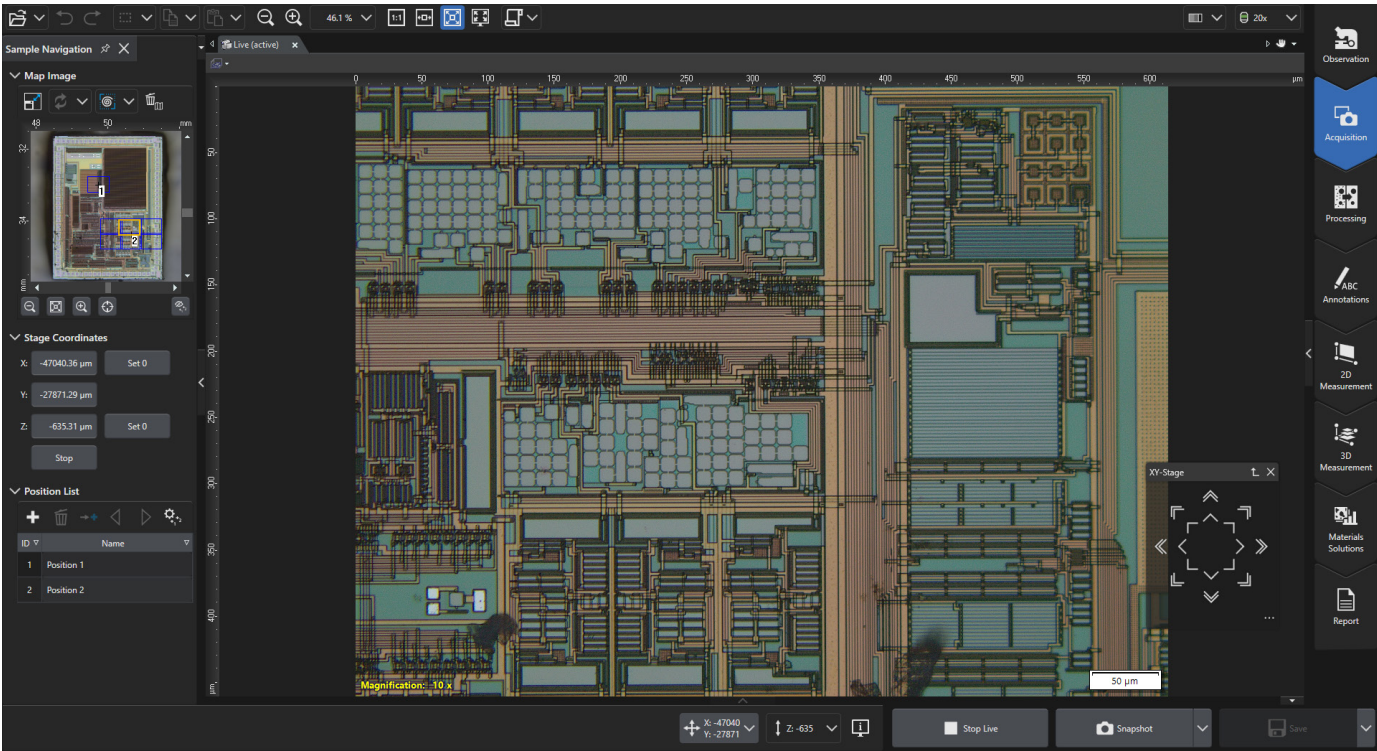 46.1 %
1:1
20x
Sample Navigation
Live (active)
Map Image
48 50 mm
32
34
mm
1
2
Stage Coordinates
X: -47040.36 µm Set 0
Y: -27871.29 µm
Z: -635.31 µm Set 0
Stop
Position List
ID Name
1 Position 1
2 Position 2
0 50 100 150 200 250 300 350 400 450 500 550 600 µm
50
100
150
200
250
300
350
400
µm
Magnification: 10 x
50 µm
XY-Stage
...
Observation
Acquisition
Processing
ABC
Annotations
2D
Measurement
3D
Measurement
Materials
Solutions
Report
X: -47040
Y: -27871
Z: -635
Stop Live
Snapshot
Save